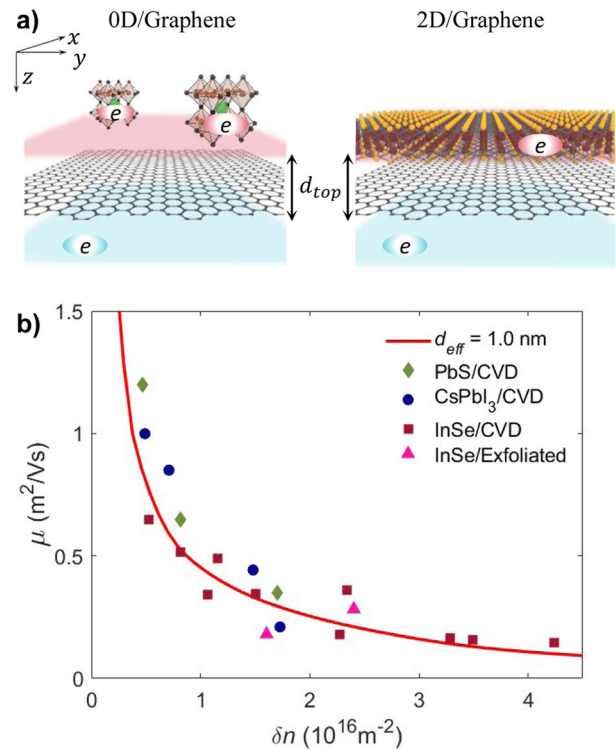 a) 0D/Graphene 2D/Graphene
x
y
z
e e e
d_top
e e
b)
1.5
1
0.5
0
μ (m²/Vs)
d_eff = 1.0 nm
PbS/CVD
CsPbI₃/CVD
InSe/CVD
InSe/Exfoliated
0 1 2 3 4
δn (10¹⁶m⁻²)